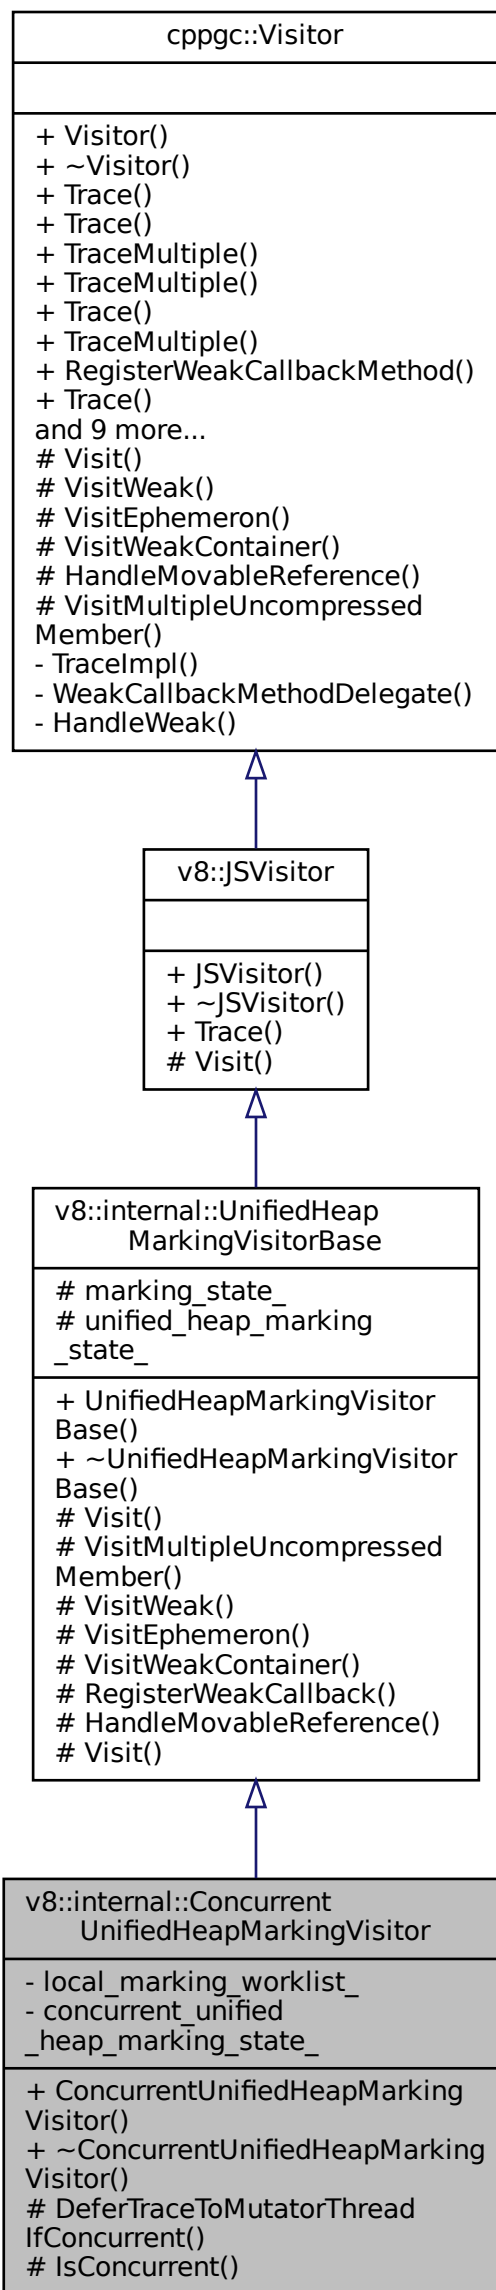 cppgc::Visitor
+ Visitor()
+ ~Visitor()
+ Trace()
+ Trace()
+ TraceMultiple()
+ TraceMultiple()
+ Trace()
+ TraceMultiple()
+ RegisterWeakCallbackMethod()
+ Trace()
and 9 more...
# Visit()
# VisitWeak()
# VisitEphemeron()
# VisitWeakContainer()
# HandleMovableReference()
# VisitMultipleUncompressed
Member()
- TraceImpl()
- WeakCallbackMethodDelegate()
- HandleWeak()
v8::JSVisitor
+ JSVisitor()
+ ~JSVisitor()
+ Trace()
# Visit()
v8::internal::UnifiedHeap
MarkingVisitorBase
# marking_state_
# unified_heap_marking
_state_
+ UnifiedHeapMarkingVisitor
Base()
+ ~UnifiedHeapMarkingVisitor
Base()
# Visit()
# VisitMultipleUncompressed
Member()
# VisitWeak()
# VisitEphemeron()
# VisitWeakContainer()
# RegisterWeakCallback()
# HandleMovableReference()
# Visit()
v8::internal::Concurrent
UnifiedHeapMarkingVisitor
- local_marking_worklist_
- concurrent_unified
_heap_marking_state_
+ ConcurrentUnifiedHeapMarking
Visitor()
+ ~ConcurrentUnifiedHeapMarking
Visitor()
# DeferTraceToMutatorThread
IfConcurrent()
# IsConcurrent()